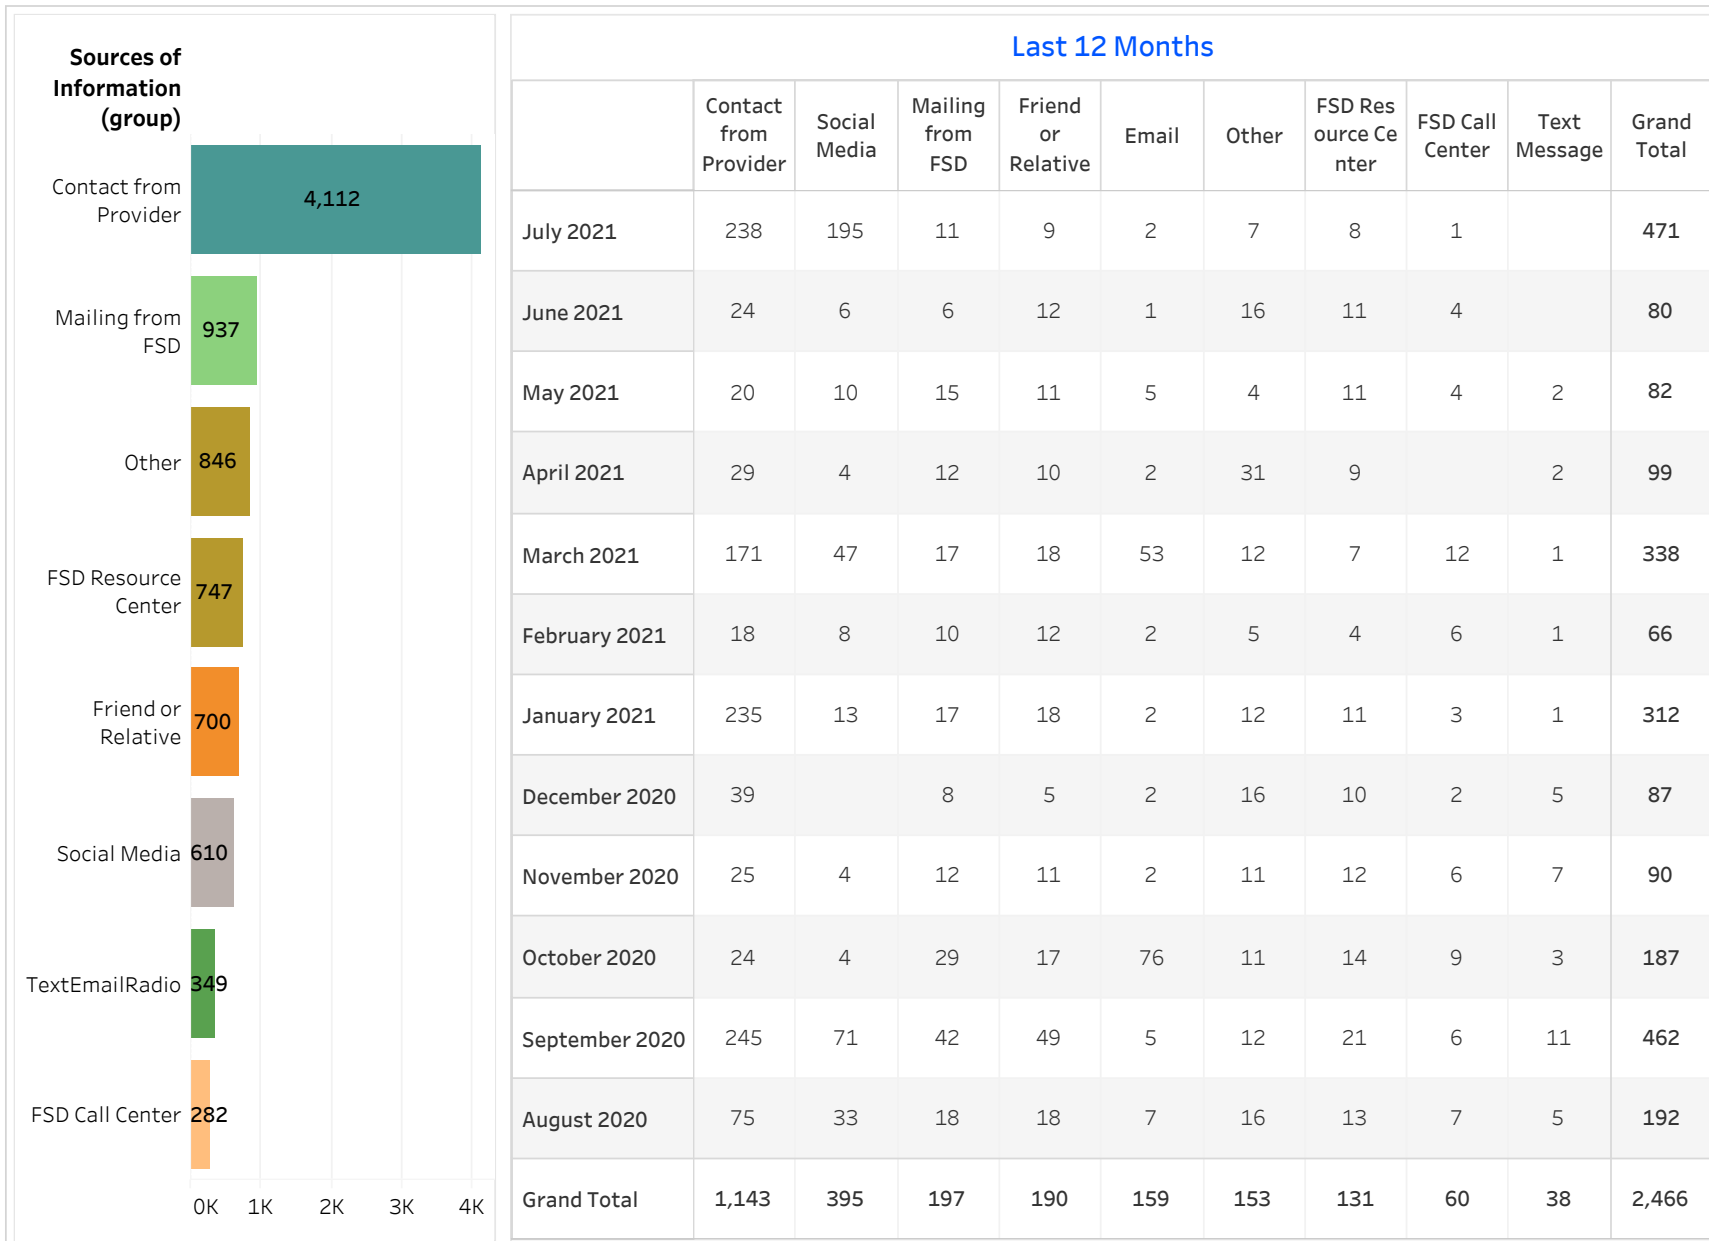 Sources of
Information
(group)
Contact from
Provider
4,112
Mailing from
FSD
937
Other
846
FSD Resource
Center
747
Friend or
Relative
700
Social Media
610
TextEmailRadio
349
FSD Call Center
282
0K 1K 2K 3K 4K
Last 12 Months
Contact
from
Provider
Social
Media
Mailing
from
FSD
Friend
or
Relative
Email
Other
FSD Res
ource Ce
nter
FSD Call
Center
Text
Message
Grand
Total
July 2021 238 195 11 9 2 7 8 1 471
June 2021 24 6 6 12 1 16 11 4 80
May 2021 20 10 15 11 5 4 11 4 2 82
April 2021 29 4 12 10 2 31 9 2 99
March 2021 171 47 17 18 53 12 7 12 1 338
February 2021 18 8 10 12 2 5 4 6 1 66
January 2021 235 13 17 18 2 12 11 3 1 312
December 2020 39 8 5 2 16 10 2 5 87
November 2020 25 4 12 11 2 11 12 6 7 90
October 2020 24 4 29 17 76 11 14 9 3 187
September 2020 245 71 42 49 5 12 21 6 11 462
August 2020 75 33 18 18 7 16 13 7 5 192
Grand Total 1,143 395 197 190 159 153 131 60 38 2,466